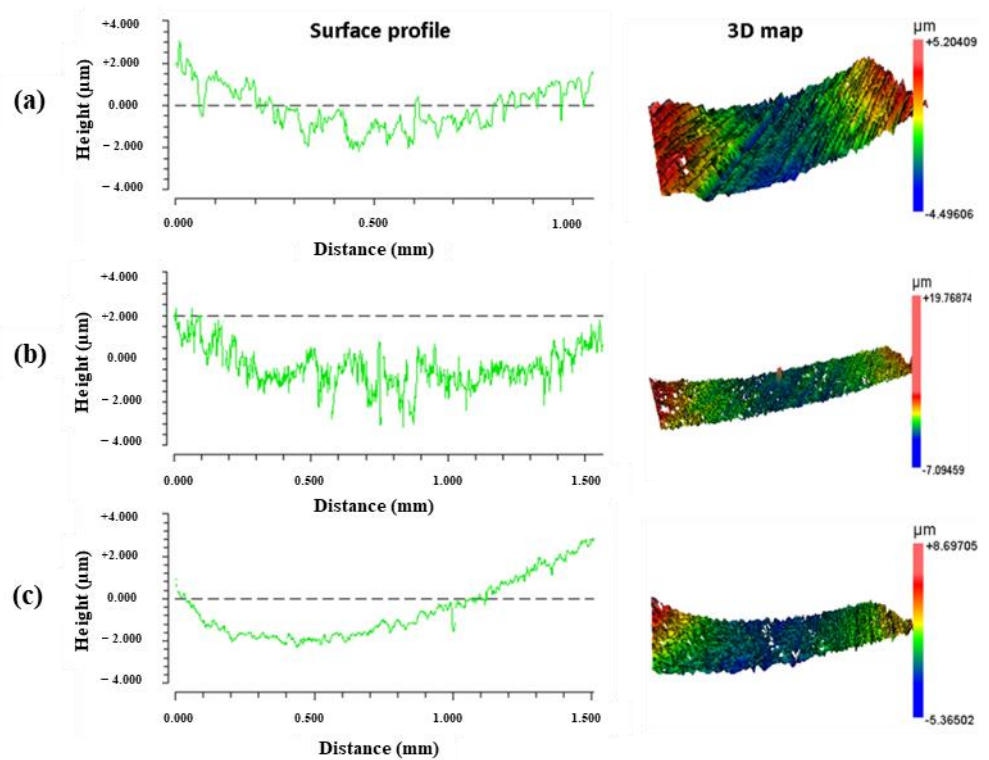 Surface profile
3D map
(a)
Height (µm)
+4.000
+2.000
0.000
− 2.000
− 4.000
0.000 0.500 1.000
Distance (mm)
µm
+5.20409
-4.49606
(b)
Height (µm)
+4.000
+2.000
0.000
− 2.000
− 4.000
0.000 0.500 1.000 1.500
Distance (mm)
µm
+19.76874
-7.09459
(c)
Height (µm)
+4.000
+2.000
0.000
− 2.000
− 4.000
0.000 0.500 1.000 1.500
Distance (mm)
µm
+8.69705
-5.36502